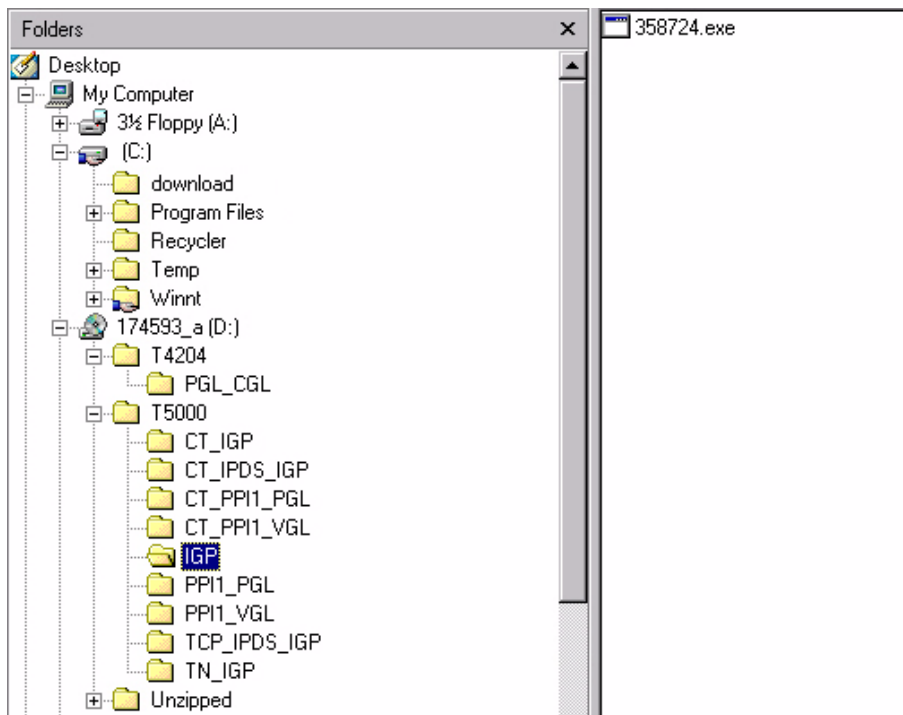 Folders
Desktop
My Computer
3½ Floppy (A:)
(C:)
download
Program Files
Recycler
Temp
Winnt
174593_a (D:)
T4204
PGL_CGL
T5000
CT_IGP
CT_IPDS_IGP
CT_PPI1_PGL
CT_PPI1_VGL
IGP
PPI1_PGL
PPI1_VGL
TCP_IPDS_IGP
TN_IGP
Unzipped
358724.exe